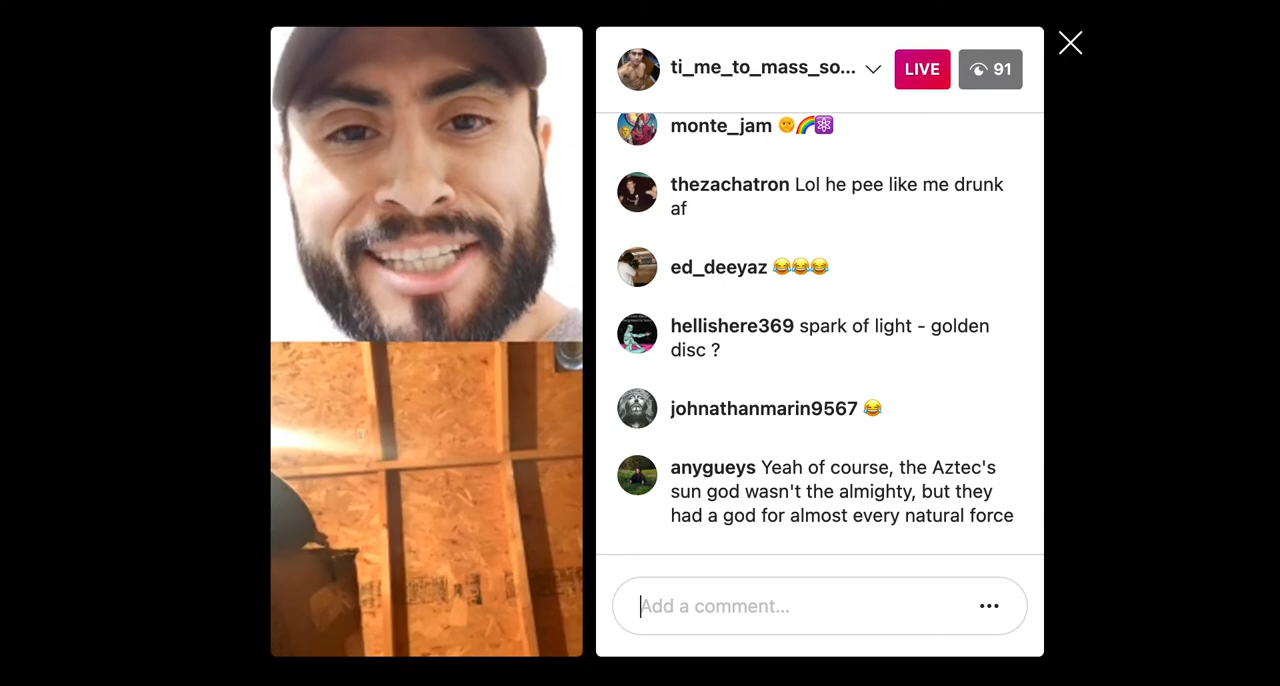 ti_me_to_mass_so...
LIVE
91
monte_jam 🌞🌈⚛️
thezachatron Lol he pee like me drunk
af
ed_deeyaz 😂😂😂
hellishere369 spark of light - golden
disc ?
johnathanmarin9567 😂
anygueys Yeah of course, the Aztec's
sun god wasn't the almighty, but they
had a god for almost every natural force
Add a comment...